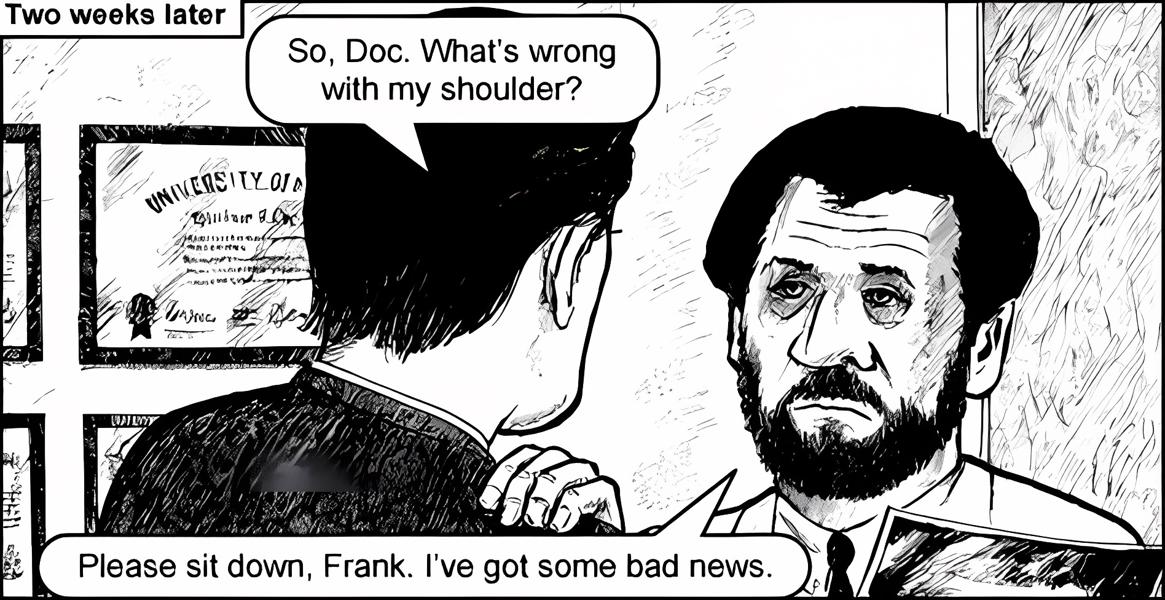 Two weeks later
So, Doc. What's wrong
with my shoulder?
UNIVERSITY
Please sit down, Frank. I've got some bad news.